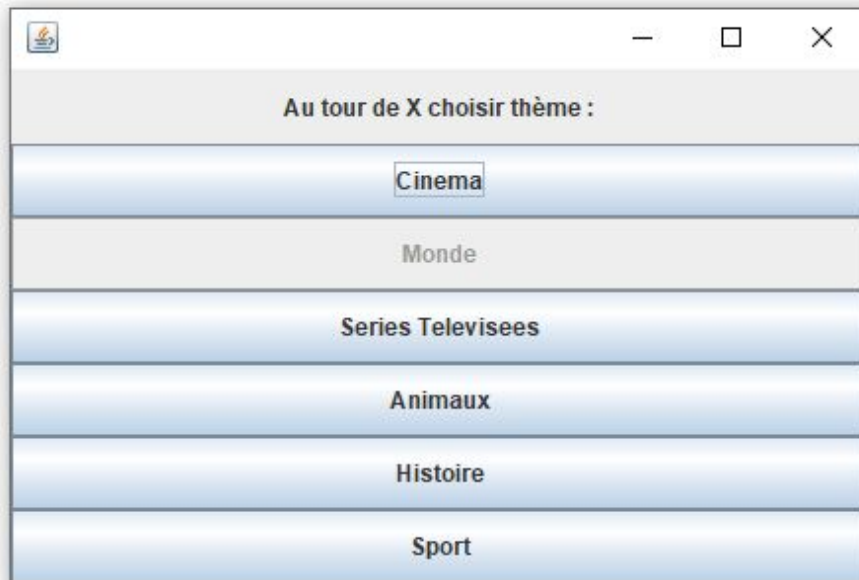 Au tour de X choisir thème :
Cinema
Monde
Series Televisees
Animaux
Histoire
Sport